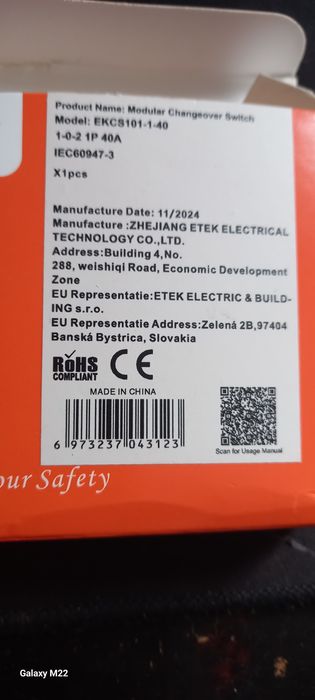 Product Name: Modular Changeover Switch
Model: EKCS101-1-40
1-0-2 1P 40A
IEC60947-3
X1pcs
Manufacture Date: 11/2024
Manufacture :ZHEJIANG ETEK ELECTRICAL
TECHNOLOGY CO.,LTD.
Address:Building 4,No.
288, weishiqi Road, Economic Development
Zone
EU Representatie:ETEK ELECTRIC & BUILD-
ING s.r.o.
EU Representatie Address:Zelená 2B,97404
Banská Bystrica, Slovakia
RoHS
COMPLIANT
CE
MADE IN CHINA
6 973237 043123
Scan for Usage Manual
our Safety
Galaxy M22